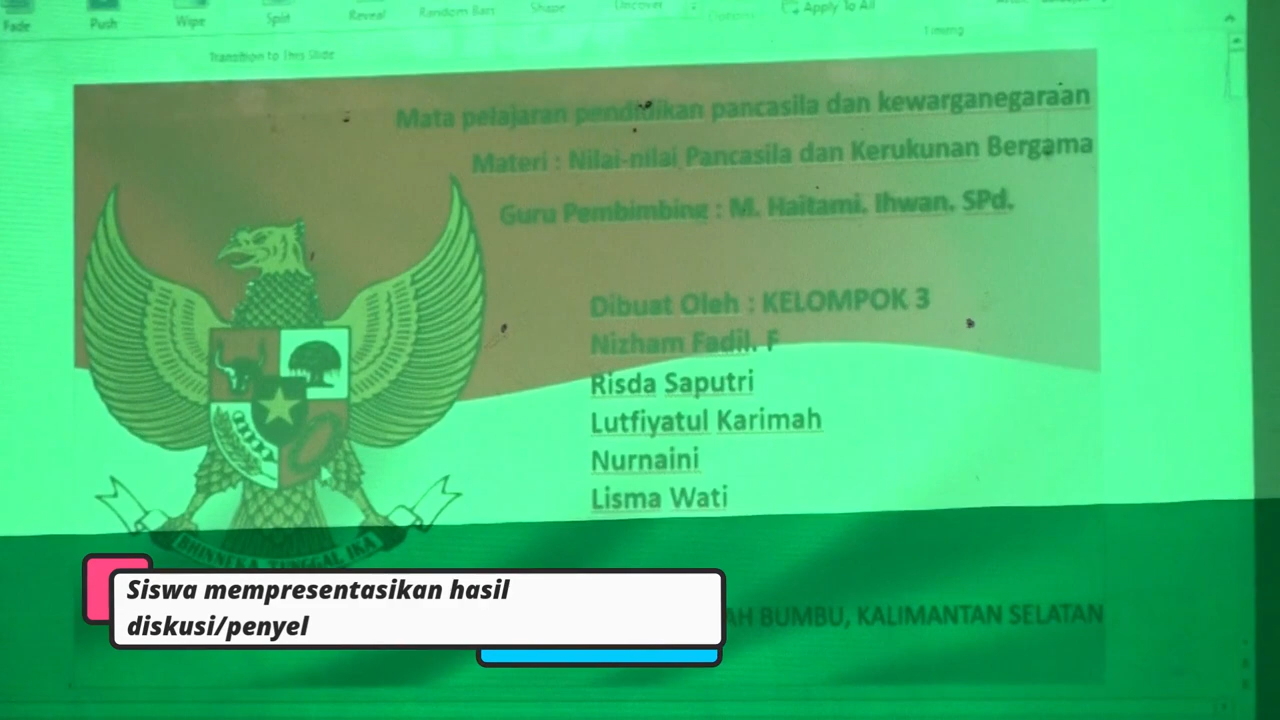 Fade Push Wipe Split Reveal Random Bars Shape Uncover Apply To All
Transition to This Slide
Timing
Mata pelajaran pendidikan pancasila dan kewarganegaraan
Materi : Nilai-nilai Pancasila dan Kerukunan Bergama
Guru Pembimbing : M. Haitami. Ihwan. SPd.
Dibuat Oleh : KELOMPOK 3
Nizham Fadil. F
Risda Saputri
Lutfiyatul Karimah
Nurnaini
Lisma Wati
BHINNEKA TUNGGAL IKA
Siswa mempresentasikan hasil
diskusi/penyel
AH BUMBU, KALIMANTAN SELATAN